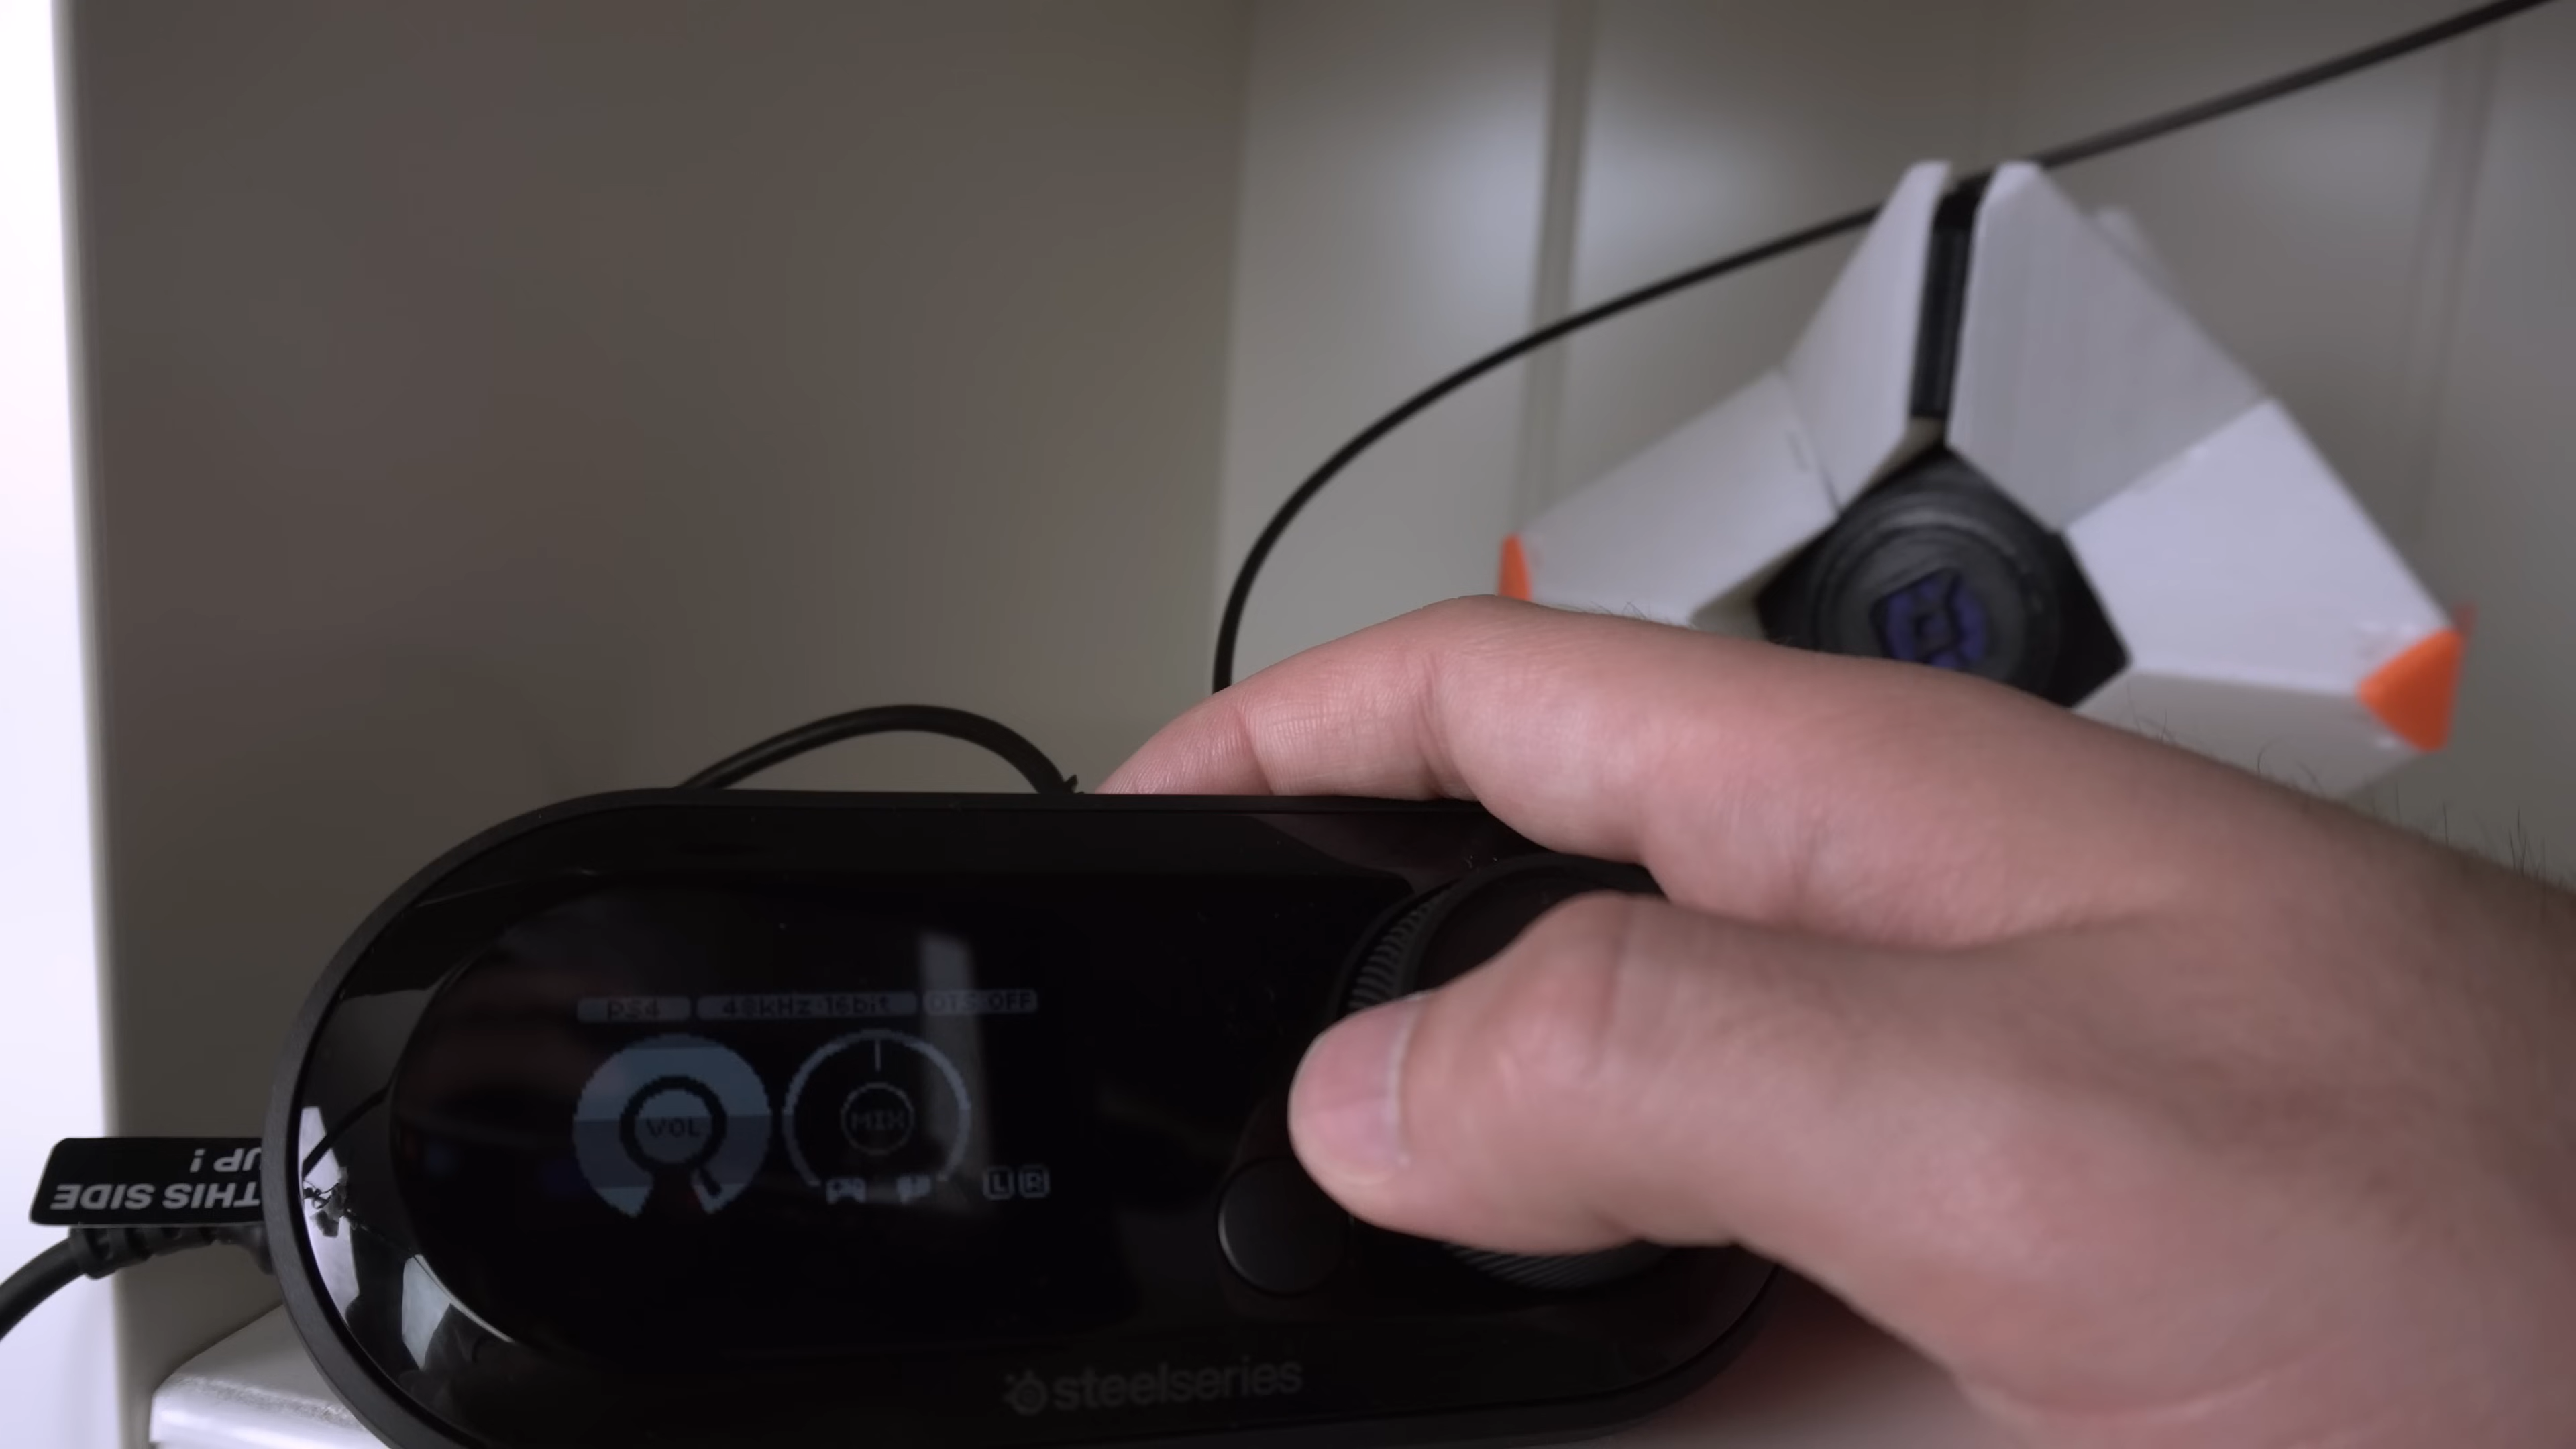 PS4 48kHz 16bit DTS:OFF
VOL MIX
L R
THIS SIDE
UP!
steelseries